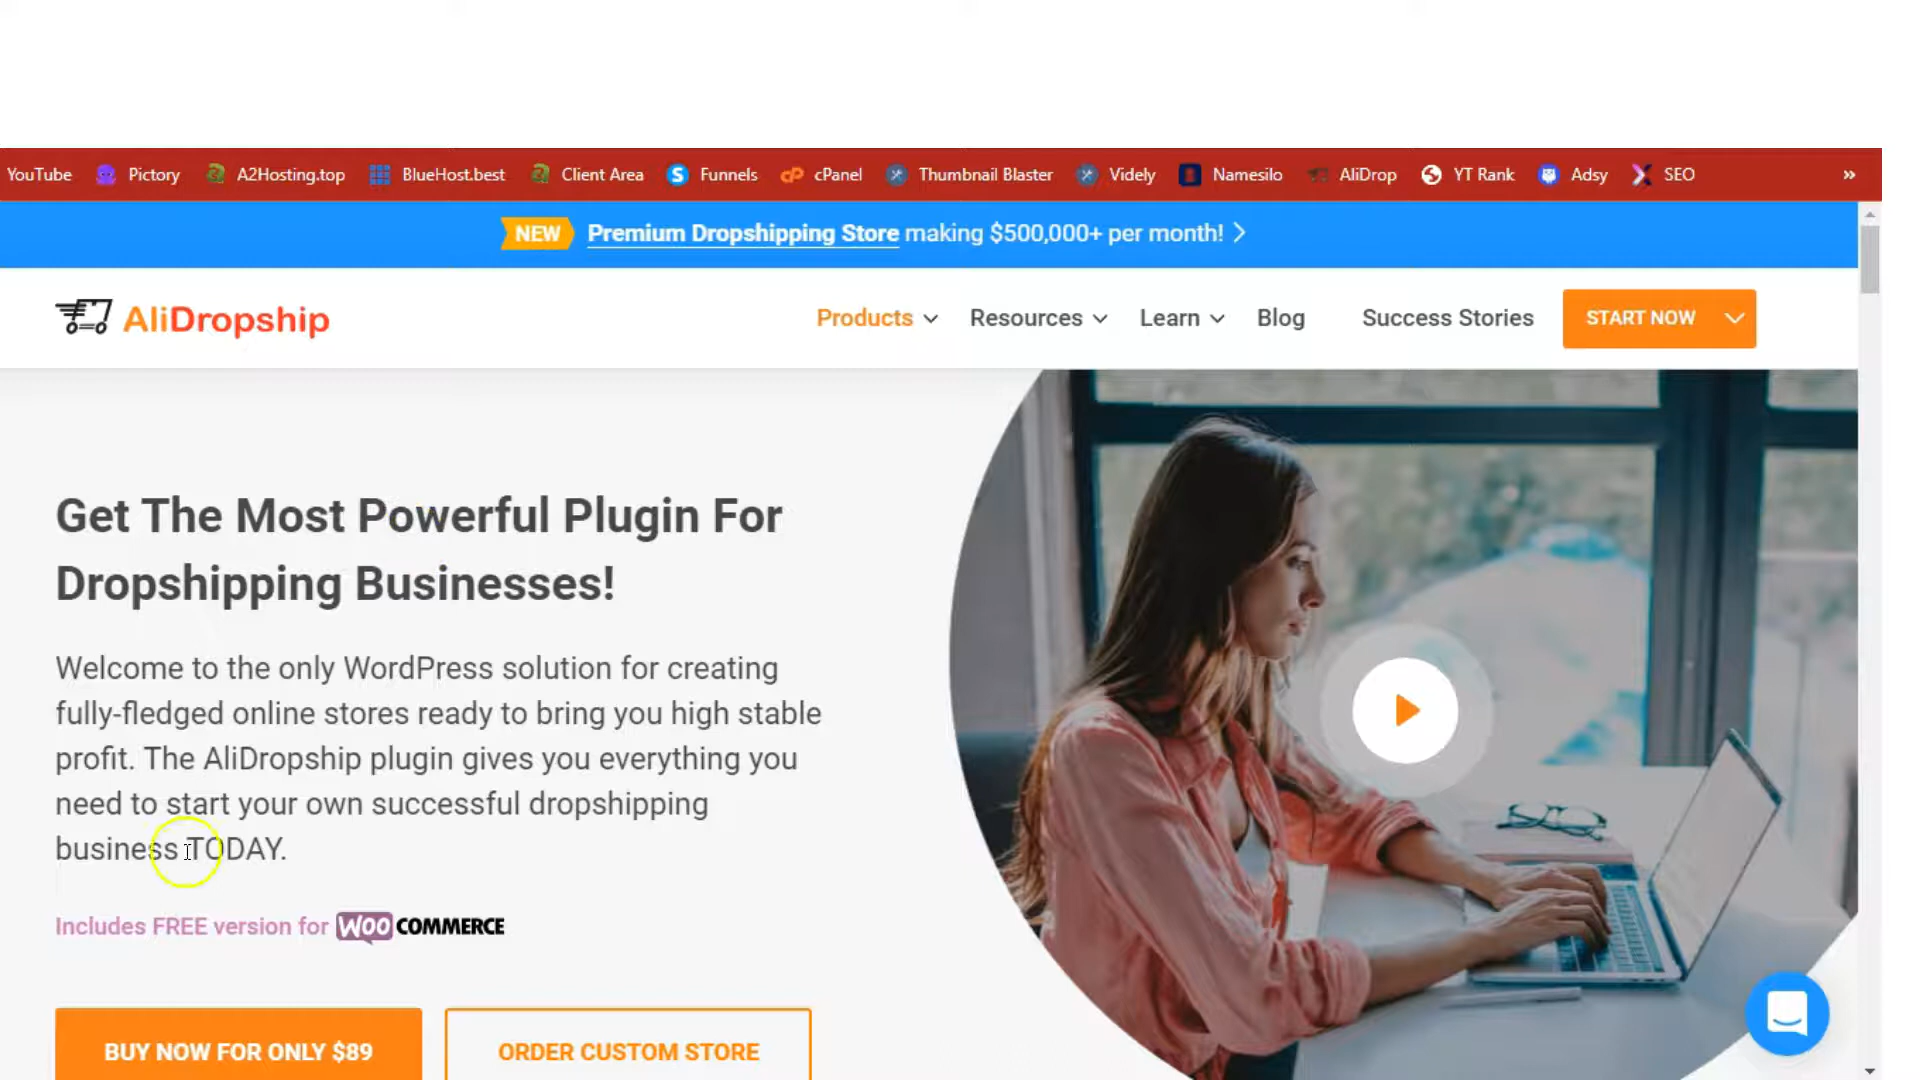 YouTube Pictory A2Hosting.top BlueHost.best Client Area Funnels cPanel Thumbnail Blaster Videly Namesilo AliDrop YT Rank Adsy SEO »
NEW Premium Dropshipping Store making $500,000+ per month!
AliDropship Products Resources Learn Blog Success Stories START NOW
Get The Most Powerful Plugin For
Dropshipping Businesses!
Welcome to the only WordPress solution for creating
fully-fledged online stores ready to bring you high stable
profit. The AliDropship plugin gives you everything you
need to start your own successful dropshipping
business TODAY.
Includes FREE version for WOO COMMERCE
BUY NOW FOR ONLY $89 ORDER CUSTOM STORE